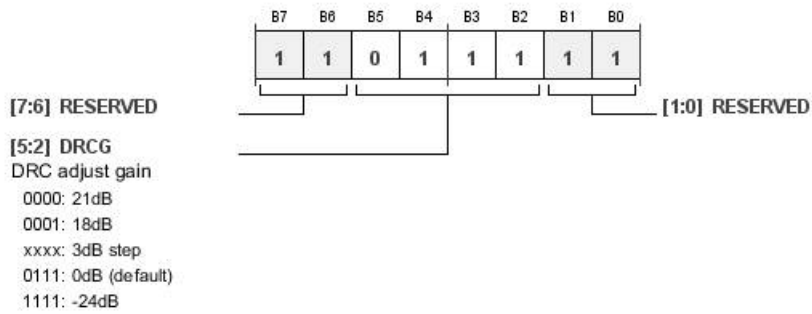 B7 B6 B5 B4 B3 B2 B1 B0
1 1 0 1 1 1 1 1
[7:6] RESERVED
[1:0] RESERVED
[5:2] DRCG
DRC adjust gain
0000: 21dB
0001: 18dB
xxxx: 3dB step
0111: 0dB (default)
1111: -24dB